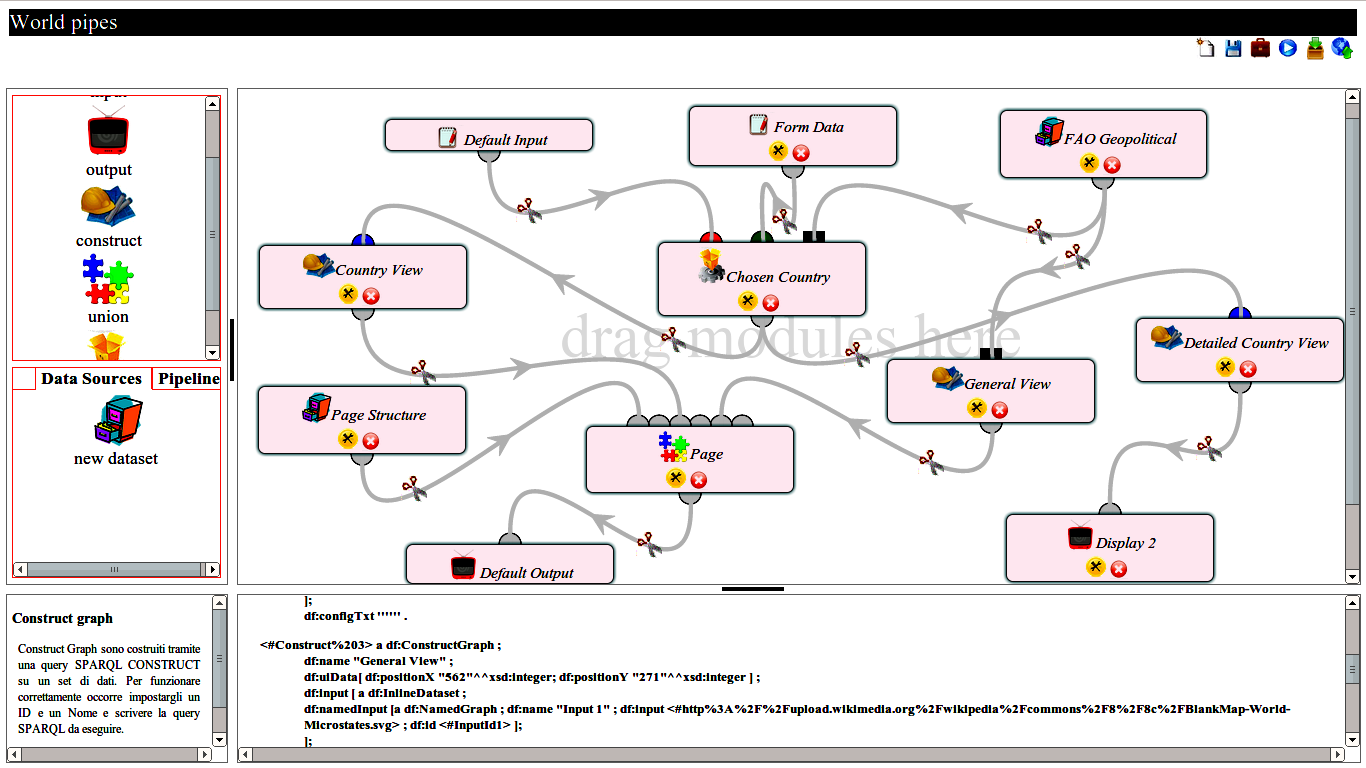 World pipes
input
output
construct
union
Data Sources
Pipeline
new dataset
drag modules here
Default Input
Form Data
FAO Geopolitical
Country View
Chosen Country
Detailed Country View
General View
Page Structure
Page
Default Output
Display 2
Construct graph
Construct Graph sono costruiti tramite
una query SPARQL CONSTRUCT
su un set di dati. Per funzionare
correttamente occorre impostargli un
ID e un Nome e scrivere la query
SPARQL da eseguire.
];
df:configTxt """" .
<#Construct%203> a df:ConstructGraph ;
df:name "General View" ;
df:uiData[ df:positionX "562"^^xsd:integer; df:positionY "271"^^xsd:integer ] ;
df:input [ a df:InlineDataset ;
df:namedInput [a df:NamedGraph ; df:name "Input 1" ; df:input <#http%3A%2F%2Fupload.wikimedia.org%2Fwikipedia%2Fcommons%2F8%2F8c%2FBlankMap-World-
Microstates.svg> ; df:id <#InputId1> ];
];